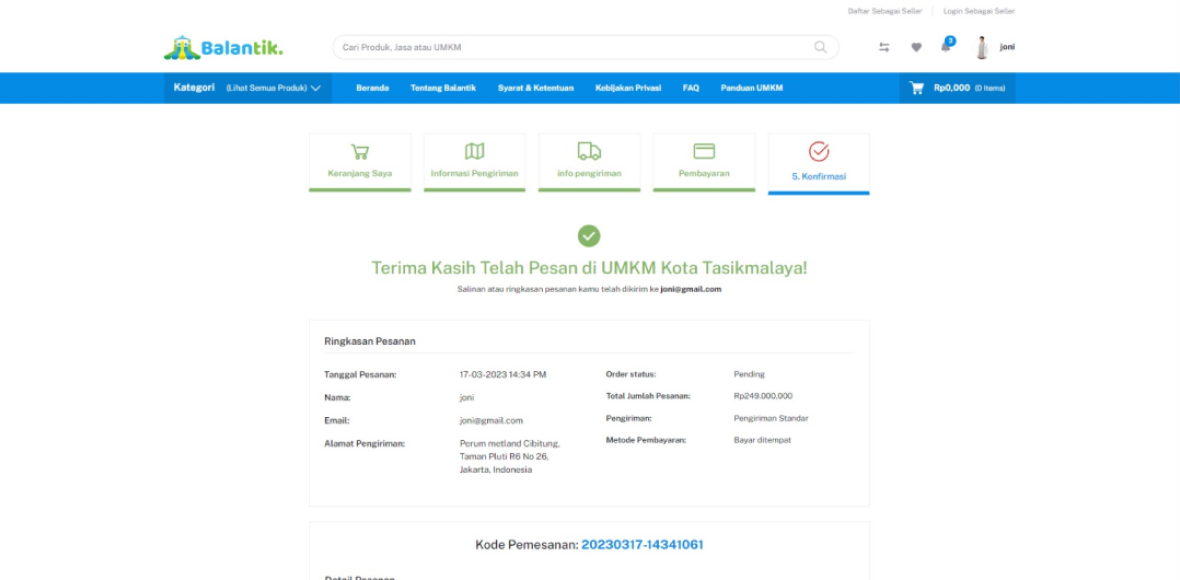 Daftar Sebagai Seller
Login Sebagai Seller
Balantik.
Cari Produk, Jasa atau UMKM
3
joni
Kategori (Lihat Semua Produk)
Beranda
Tentang Balantik
Syarat & Ketentuan
Kebijakan Privasi
FAQ
Panduan UMKM
Rp0,000 (0 Items)
Keranjang Saya
Informasi Pengiriman
info pengiriman
Pembayaran
5. Konfirmasi
Terima Kasih Telah Pesan di UMKM Kota Tasikmalaya!
Salinan atau ringkasan pesanan kamu telah dikirim ke joni@gmail.com
Ringkasan Pesanan
Tanggal Pesanan: 17-03-2023 14:34 PM
Nama: joni
Email: joni@gmail.com
Alamat Pengiriman: Perum metland Cibitung,
Taman Pluti R6 No 26,
Jakarta, Indonesia
Order status: Pending
Total Jumlah Pesanan: Rp249.000,000
Pengiriman: Pengiriman Standar
Metode Pembayaran: Bayar ditempat
Kode Pemesanan: 20230317-14341061
Detail Pesanan